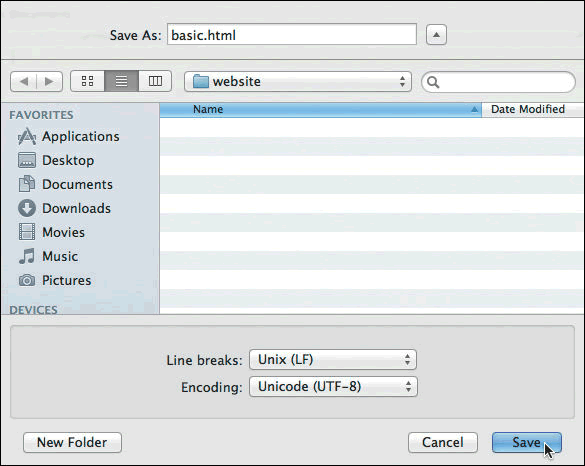 Save As: basic.html
website
FAVORITES Name Date Modified
Applications
Desktop
Documents
Downloads
Movies
Music
Pictures
DEVICES
Line breaks: Unix (LF)
Encoding: Unicode (UTF-8)
New Folder Cancel Save